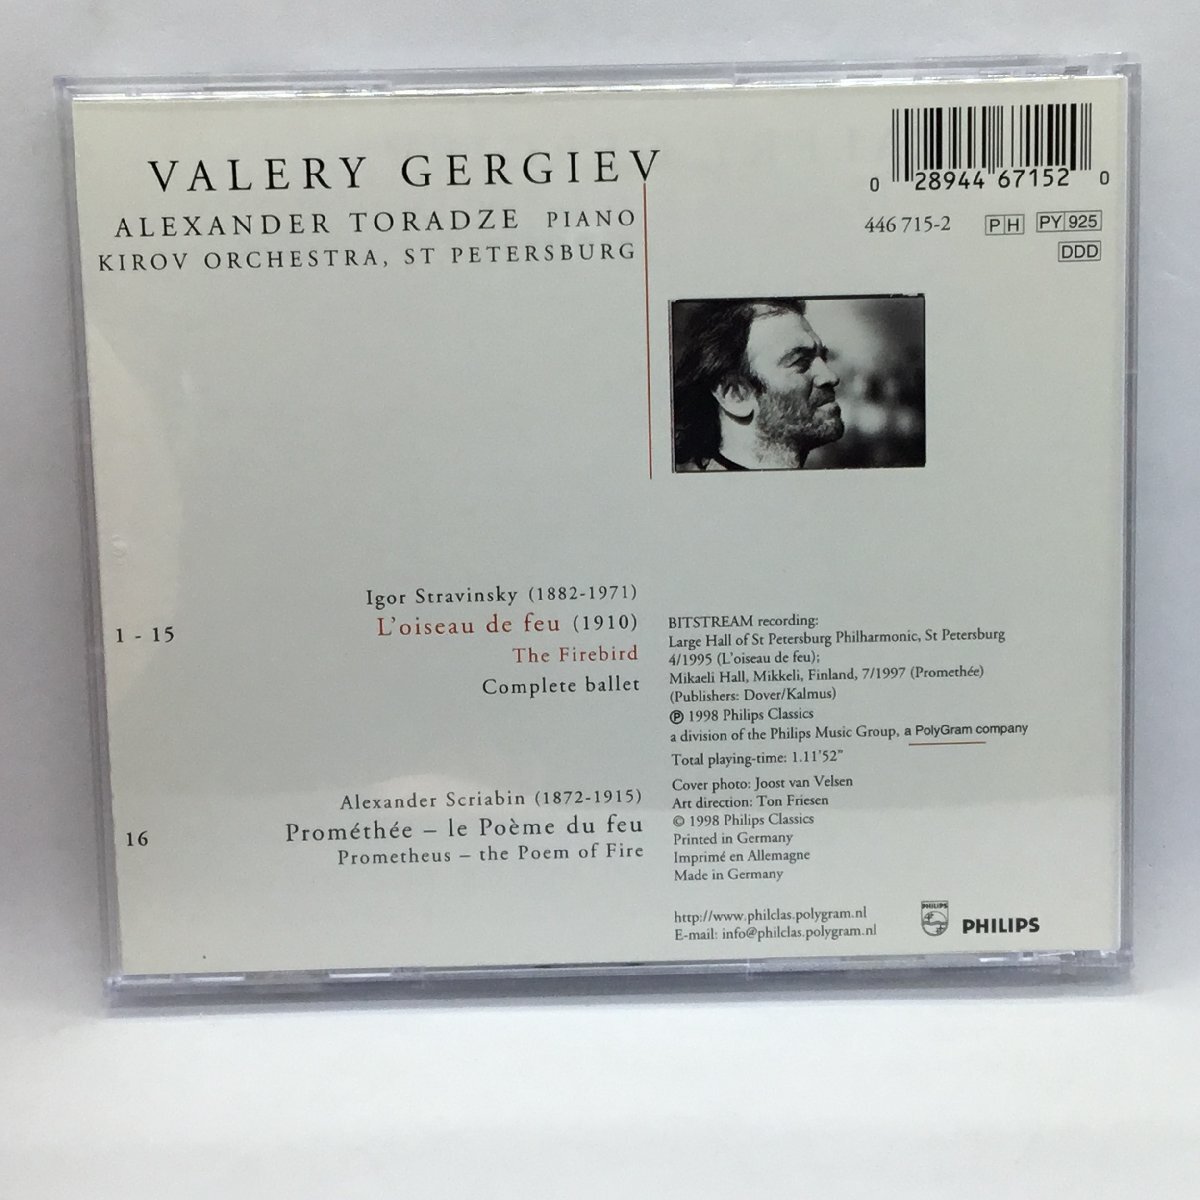 VALERY GERGIEV
ALEXANDER TORADZE PIANO
KIROV ORCHESTRA, ST PETERSBURG
0 28944 67152 0
446 715-2 PH PY 925
DDD
Igor Stravinsky (1882-1971)
1 - 15 L'oiseau de feu (1910)
The Firebird
Complete ballet
Alexander Scriabin (1872-1915)
16 Prométhée – le Poème du feu
Prometheus – the Poem of Fire
BITSTREAM recording:
Large Hall of St Petersburg Philharmonic, St Petersburg
4/1995 (L'oiseau de feu);
Mikaeli Hall, Mikkeli, Finland, 7/1997 (Promethée)
(Publishers: Dover/Kalmus)
℗ 1998 Philips Classics
a division of the Philips Music Group, a PolyGram company
Total playing-time: 1.11'52"
Cover photo: Joost van Velsen
Art direction: Ton Friesen
© 1998 Philips Classics
Printed in Germany
Imprimé en Allemagne
Made in Germany
http://www.philclas.polygram.nl
E-mail: info@philclas.polygram.nl
PHILIPS
PHILIPS